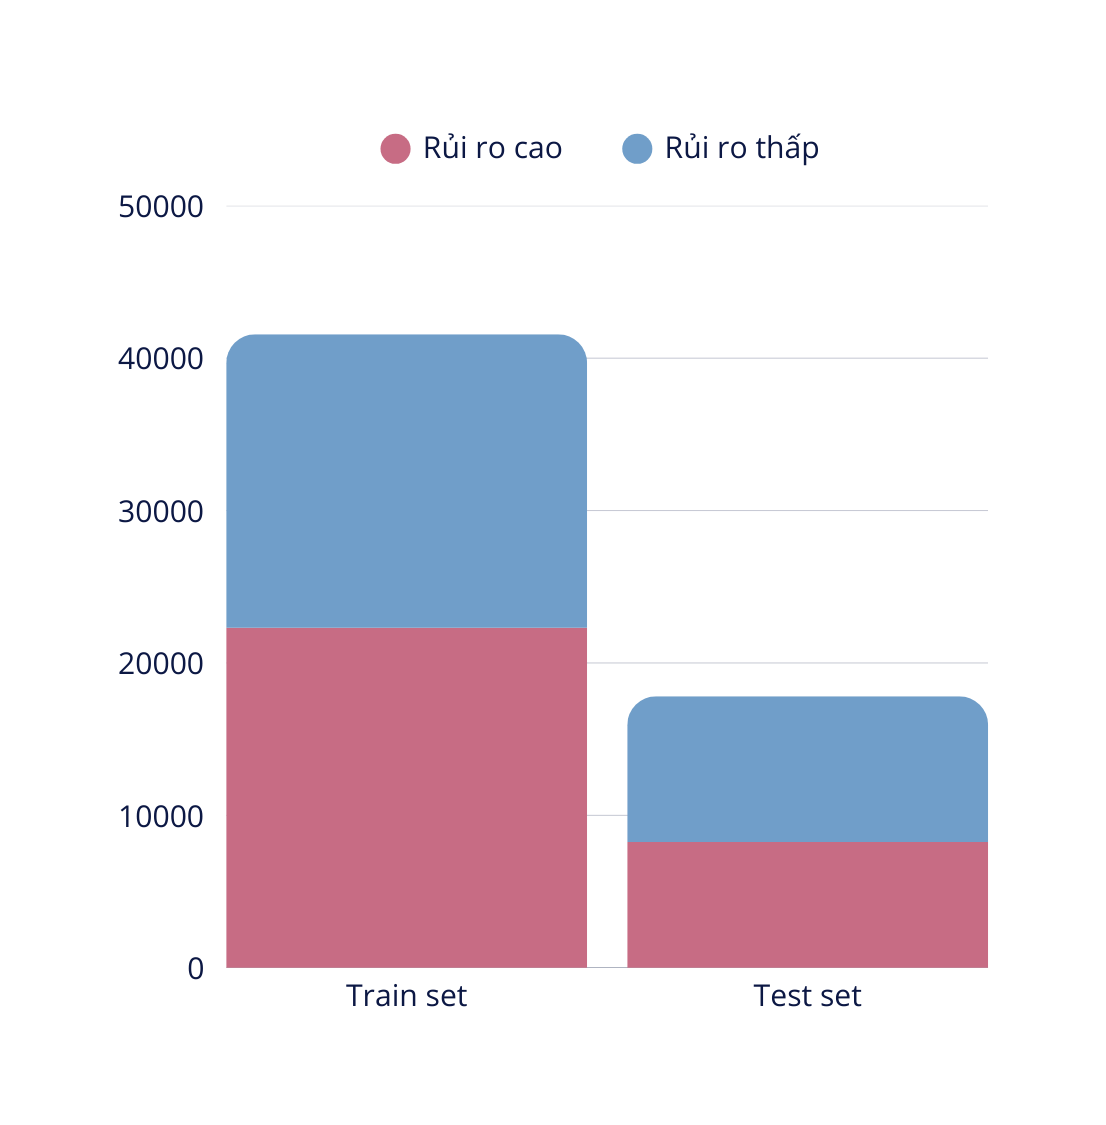 Rủi ro cao
Rủi ro thấp
50000
40000
30000
20000
10000
0
Train set
Test set